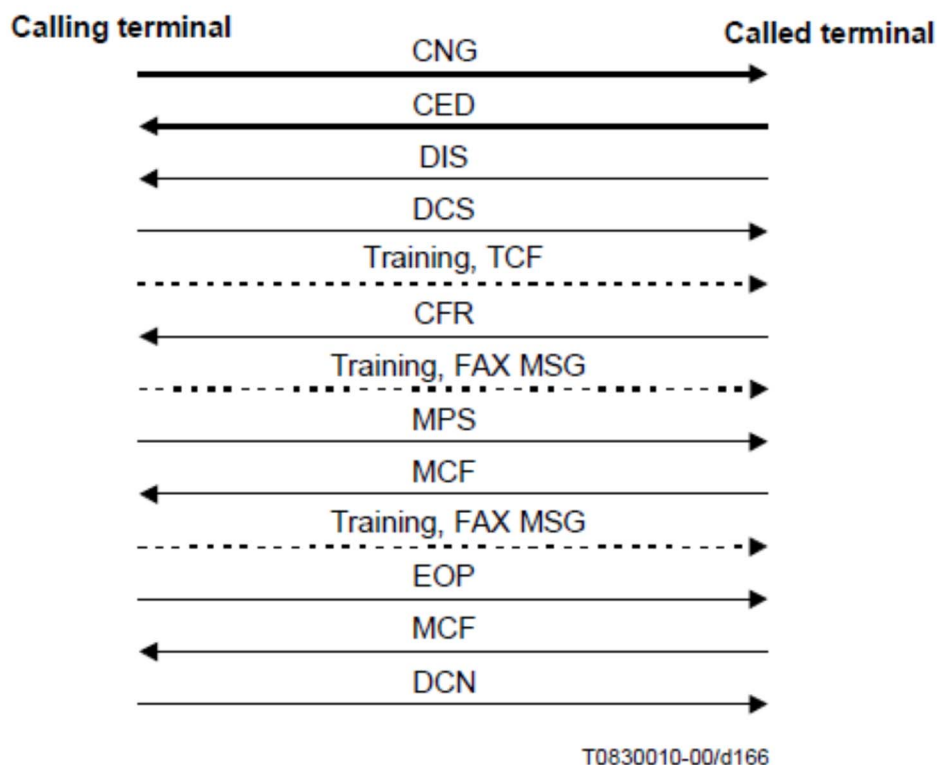 Calling terminal
Called terminal
CNG
CED
DIS
DCS
Training, TCF
CFR
Training, FAX MSG
MPS
MCF
Training, FAX MSG
EOP
MCF
DCN
T0830010-00/d166